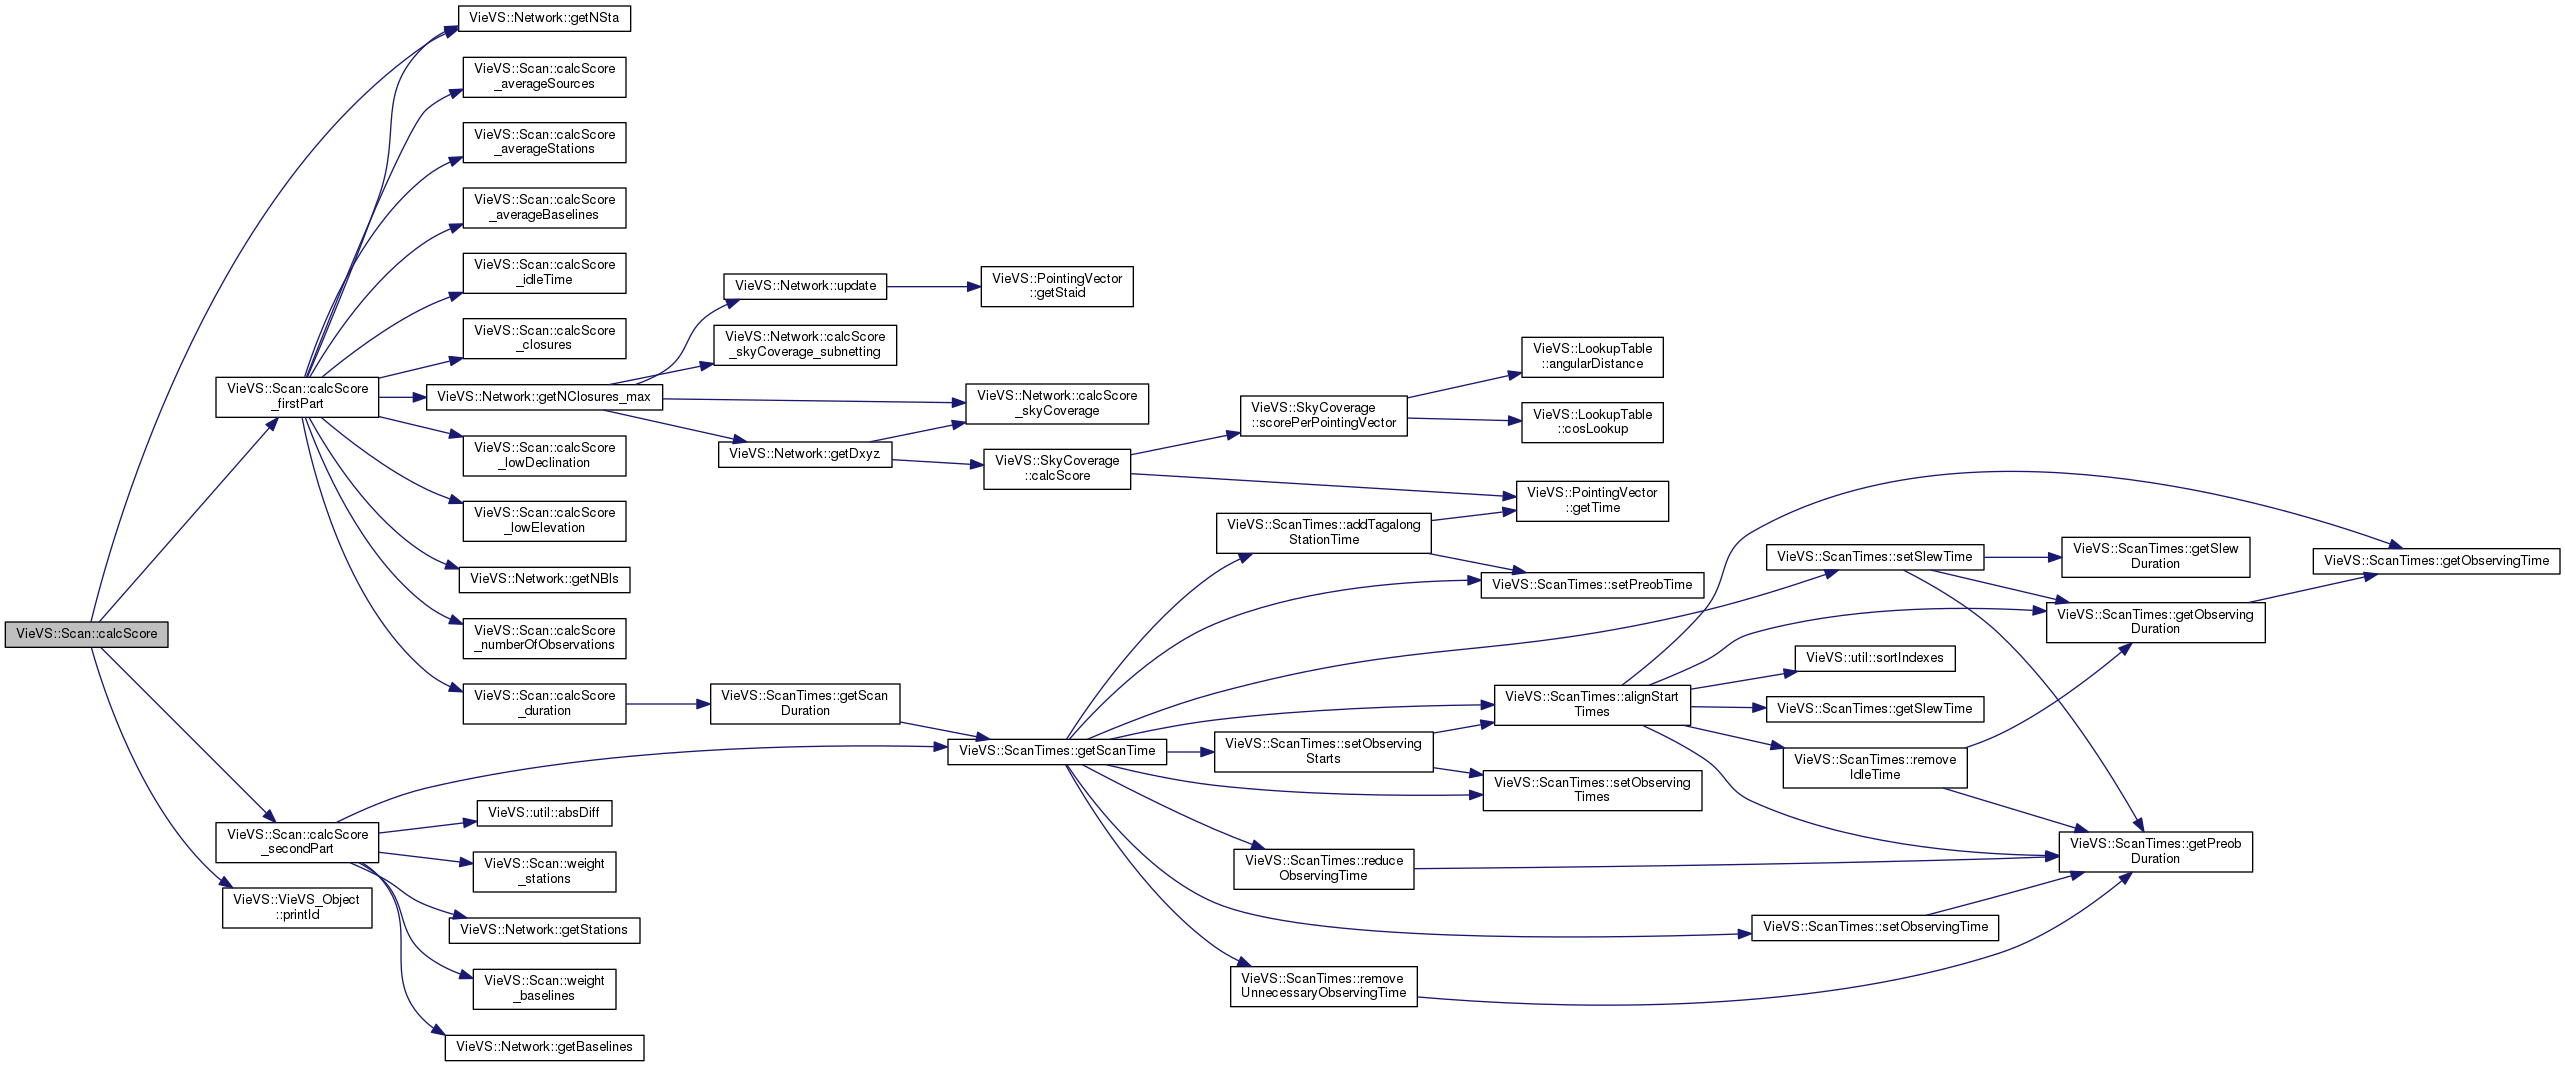 VieVS::Scan::calcScore
VieVS::Network::getNSta
VieVS::Scan::calcScore
_averageSources
VieVS::Scan::calcScore
_averageStations
VieVS::Scan::calcScore
_averageBaselines
VieVS::Scan::calcScore
_idleTime
VieVS::Scan::calcScore
_closures
VieVS::Scan::calcScore
_firstPart
VieVS::Network::getNClosures_max
VieVS::Scan::calcScore
_lowDeclination
VieVS::Scan::calcScore
_lowElevation
VieVS::Network::getNBls
VieVS::Scan::calcScore
_numberOfObservations
VieVS::Scan::calcScore
_duration
VieVS::Scan::calcScore
_secondPart
VieVS::VieVS_Object
::printId
VieVS::util::absDiff
VieVS::Scan::weight
_stations
VieVS::Network::getStations
VieVS::Scan::weight
_baselines
VieVS::Network::getBaselines
VieVS::Network::update
VieVS::Network::calcScore
_skyCoverage_subnetting
VieVS::Network::getDxyz
VieVS::ScanTimes::getScan
Duration
VieVS::PointingVector
::getStaid
VieVS::Network::calcScore
_skyCoverage
VieVS::SkyCoverage
::calcScore
VieVS::ScanTimes::getScanTime
VieVS::SkyCoverage
::scorePerPointingVector
VieVS::ScanTimes::addTagalong
StationTime
VieVS::ScanTimes::setObserving
Starts
VieVS::ScanTimes::reduce
ObservingTime
VieVS::ScanTimes::remove
UnnecessaryObservingTime
VieVS::LookupTable
::angularDistance
VieVS::LookupTable
::cosLookup
VieVS::PointingVector
::getTime
VieVS::ScanTimes::setPreobTime
VieVS::ScanTimes::alignStart
Times
VieVS::ScanTimes::setObserving
Times
VieVS::ScanTimes::setSlewTime
VieVS::util::sortIndexes
VieVS::ScanTimes::getSlewTime
VieVS::ScanTimes::remove
IdleTime
VieVS::ScanTimes::setObservingTime
VieVS::ScanTimes::getSlew
Duration
VieVS::ScanTimes::getObserving
Duration
VieVS::ScanTimes::getPreob
Duration
VieVS::ScanTimes::getObservingTime